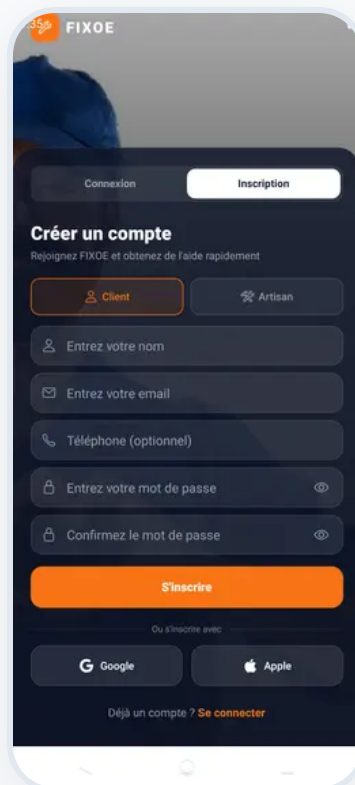 FIXOE
Connexion Inscription
Créer un compte
Rejoignez FIXOE et obtenez de l'aide rapidement
Client Artisan
Entrez votre nom
Entrez votre email
Téléphone (optionnel)
Entrez votre mot de passe
Confirmez le mot de passe
S'inscrire
Ou s'inscrire avec
Google Apple
Déjà un compte ? Se connecter